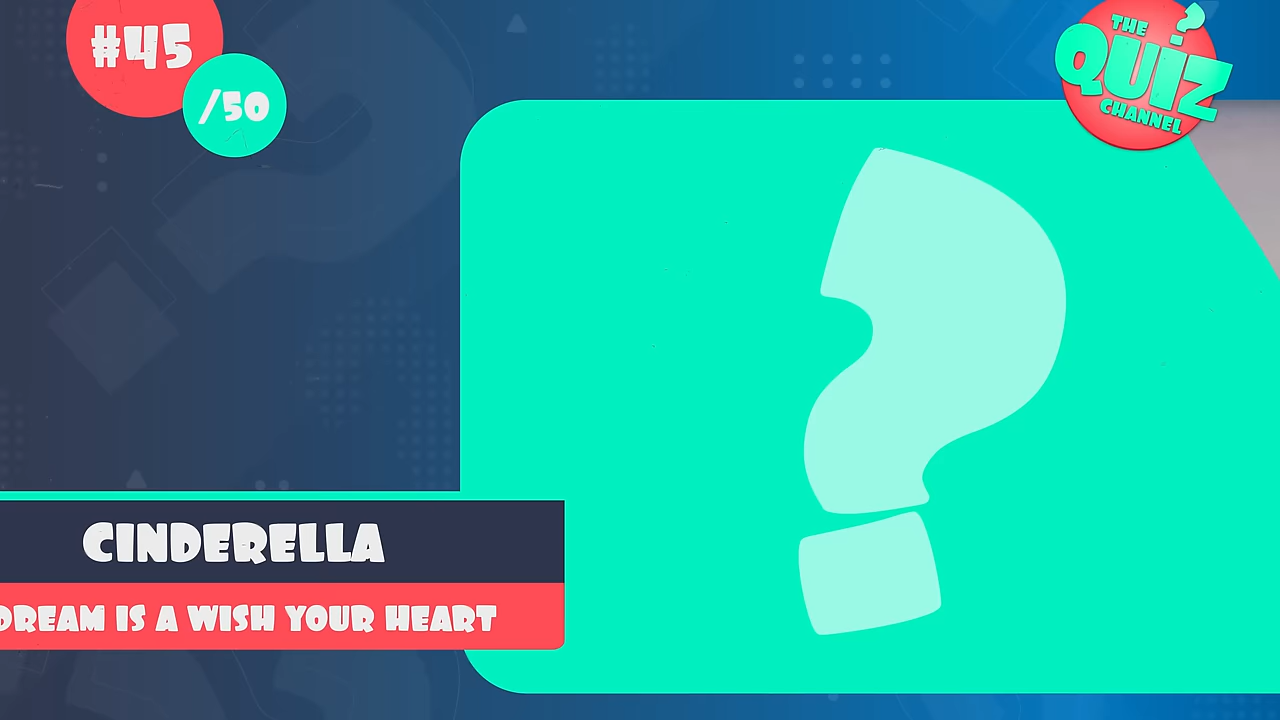 #45
/50
THE
QUIZ
CHANNEL
CINDERELLA
DREAM IS A WISH YOUR HEART